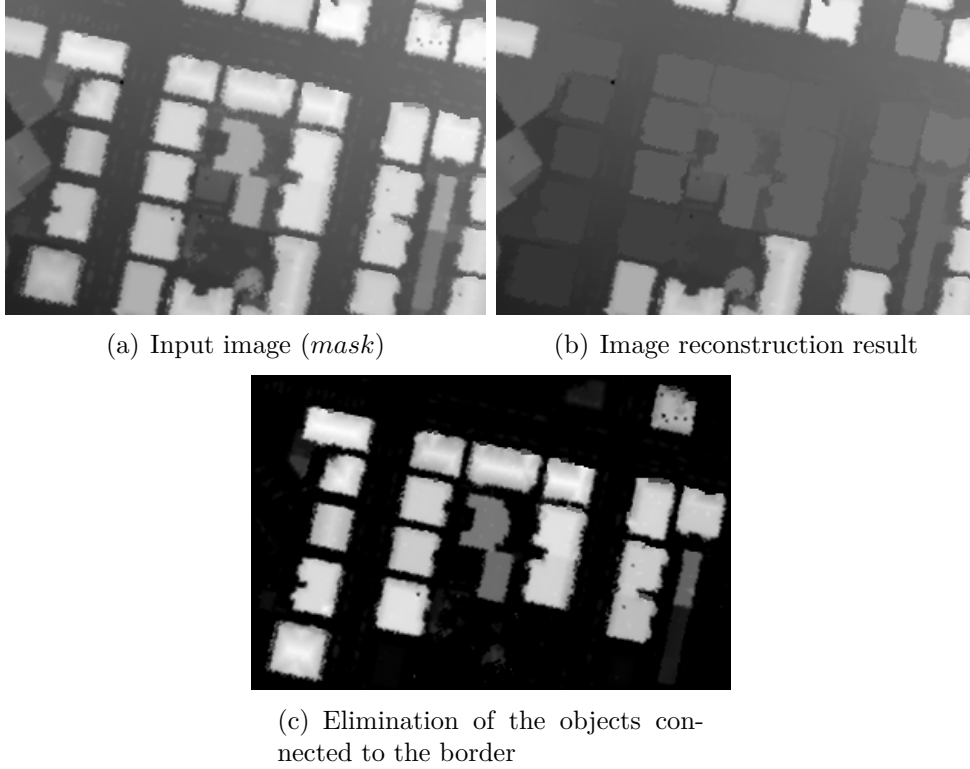 (a) Input image (mask)
(b) Image reconstruction result
(c) Elimination of the objects con-
nected to the border